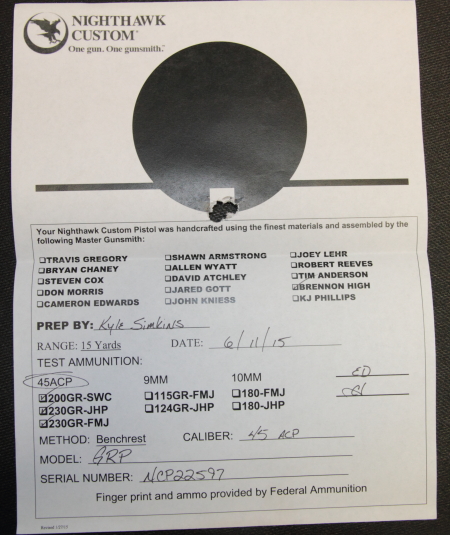 NIGHTHAWK
CUSTOM
One gun. One gunsmith.
Your Nighthawk Custom Pistol was handcrafted using the finest materials and assembled by the
following Master Gunsmith:
☐TRAVIS GREGORY ☐SHAWN ARMSTRONG ☐JOEY LEHR
☐BRYAN CHANEY ☐ALLEN WYATT ☐ROBERT REEVES
☐STEVEN COX ☐DAVID ATCHLEY ☐TIM ANDERSON
☐DON MORRIS ☐JARED GOTT ☑BRENNON HIGH
☐CAMERON EDWARDS ☐JOHN KNIESS ☐KJ PHILLIPS
PREP BY: Kyle Simkins
RANGE: 15 Yards DATE: 6/11/15
TEST AMMUNITION:
45ACP 9MM 10MM ED
☑200GR-SWC ☐115GR-FMJ ☐180-FMJ
☑230GR-JHP ☐124GR-JHP ☐180-JHP
☑230GR-FMJ
METHOD: Benchrest CALIBER: 45 ACP
MODEL: GRP
SERIAL NUMBER: NCP22597
Finger print and ammo provided by Federal Ammunition